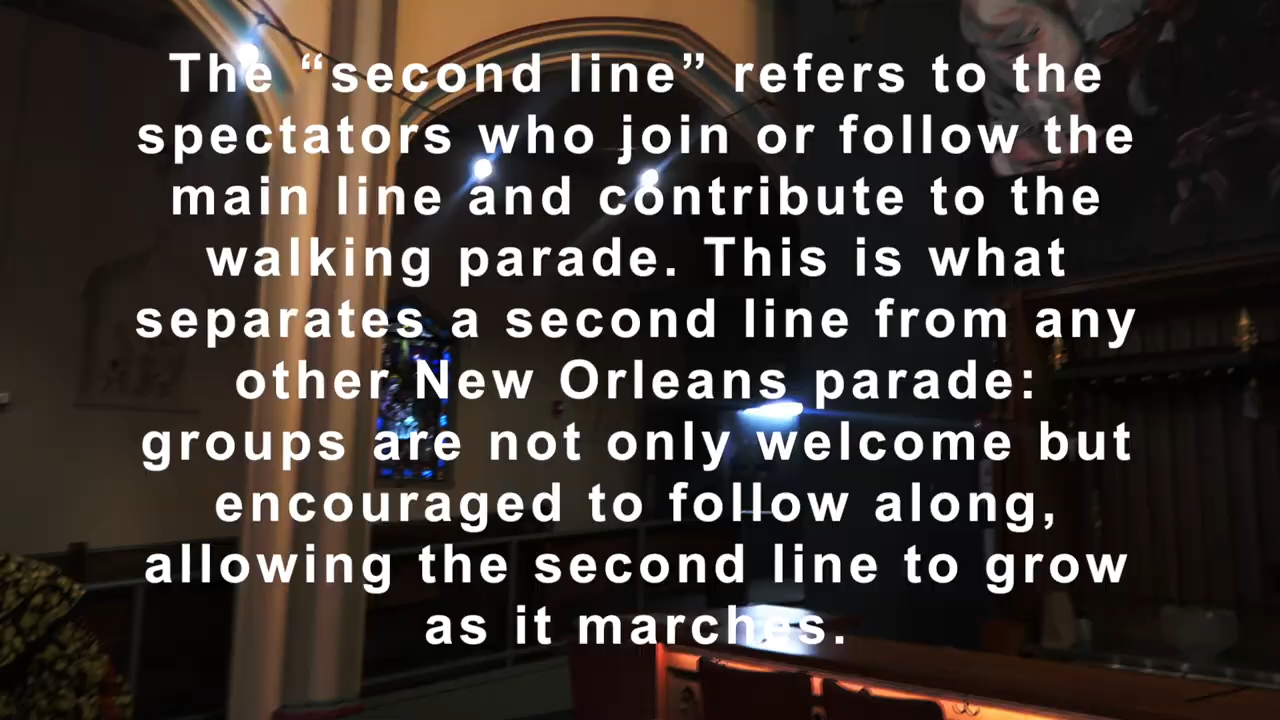 The “second line” refers to the
spectators who join or follow the
main line and contribute to the
walking parade. This is what
separates a second line from any
other New Orleans parade:
groups are not only welcome but
encouraged to follow along,
allowing the second line to grow
as it marches.